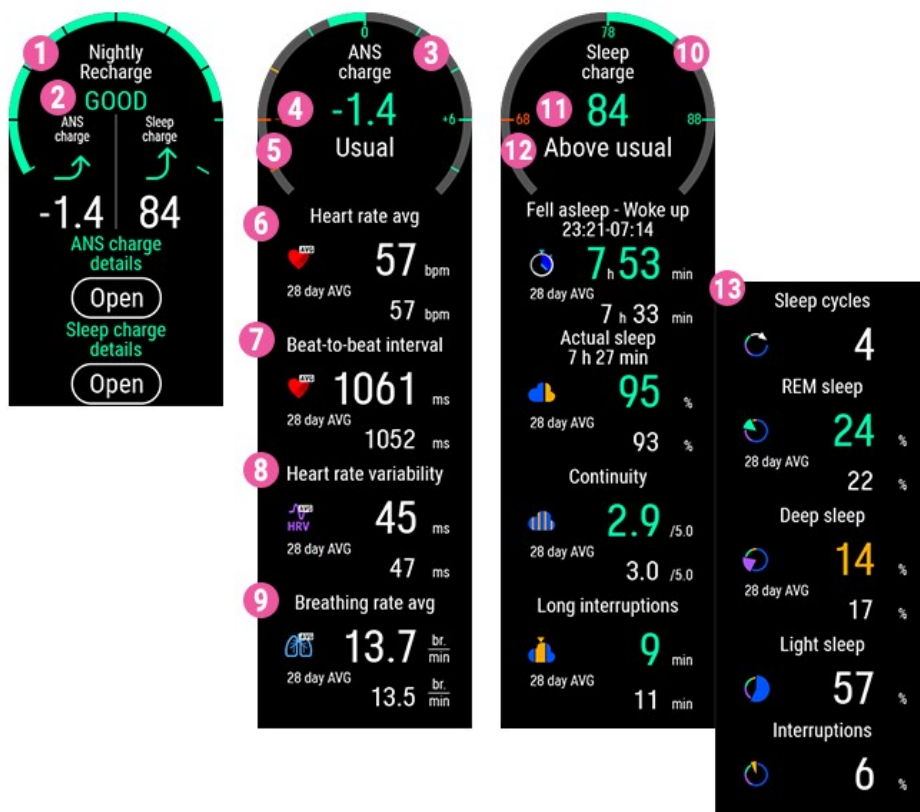 1
Nightly
Recharge
2
GOOD
ANS
charge
Sleep
charge
-1.4
84
ANS charge
details
Open
Sleep charge
details
Open
0
3
ANS
charge
4
-1.4
+6
5
Usual
6
Heart rate avg
AVG
57 bpm
28 day AVG
57 bpm
7
Beat-to-beat interval
AVG
1061 ms
28 day AVG
1052 ms
8
Heart rate variability
AVG
HRV
45 ms
28 day AVG
47 ms
9
Breathing rate avg
AVG
13.7 br. min
28 day AVG
13.5 br. min
78
10
Sleep
charge
68
11
84
88
12
Above usual
Fell asleep - Woke up
23:21-07:14
7 h 53 min
28 day AVG
7 h 33 min
Actual sleep
7 h 27 min
95 %
28 day AVG
93 %
Continuity
2.9 /5.0
28 day AVG
3.0 /5.0
Long interruptions
9 min
28 day AVG
11 min
13
Sleep cycles
4
REM sleep
24 %
28 day AVG
22 %
Deep sleep
14 %
28 day AVG
17 %
Light sleep
57 %
Interruptions
6 %